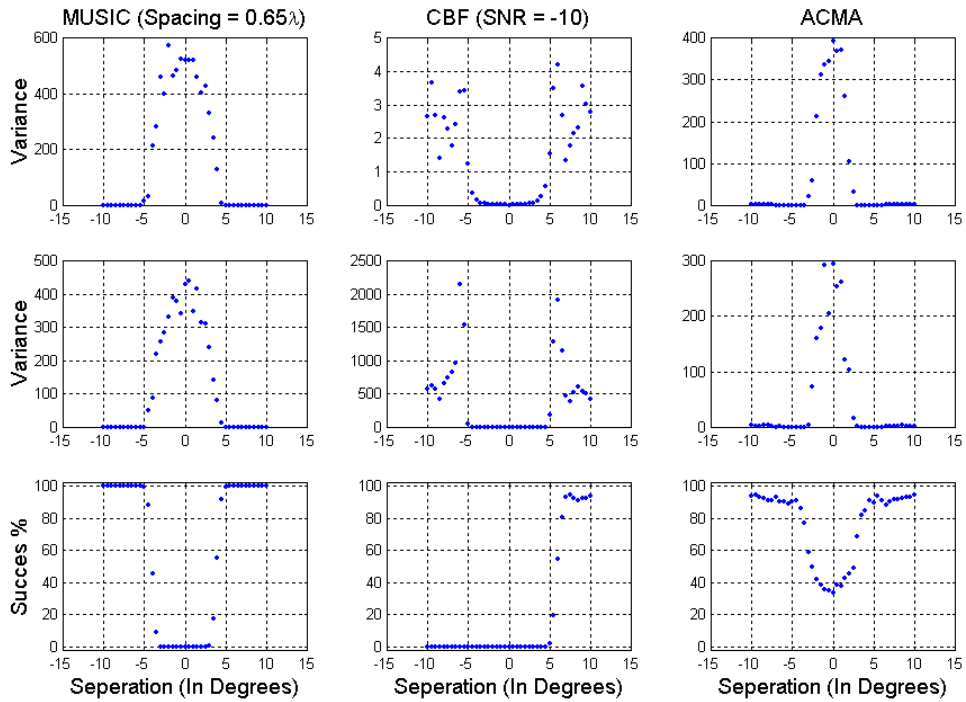 MUSIC (Spacing = 0.65λ)
CBF (SNR = -10)
ACMA
Variance
600
400
200
0
-15 -10 -5 0 5 10 15
5
4
3
2
1
0
-15 -10 -5 0 5 10 15
400
300
200
100
0
-15 -10 -5 0 5 10 15
Variance
500
400
300
200
100
0
-15 -10 -5 0 5 10 15
2500
2000
1500
1000
500
0
-15 -10 -5 0 5 10 15
300
200
100
0
-15 -10 -5 0 5 10 15
Succes %
100
80
60
40
20
0
-15 -10 -5 0 5 10 15
Seperation (In Degrees)
100
80
60
40
20
0
-15 -10 -5 0 5 10 15
Seperation (In Degrees)
100
80
60
40
20
0
-15 -10 -5 0 5 10 15
Seperation (In Degrees)